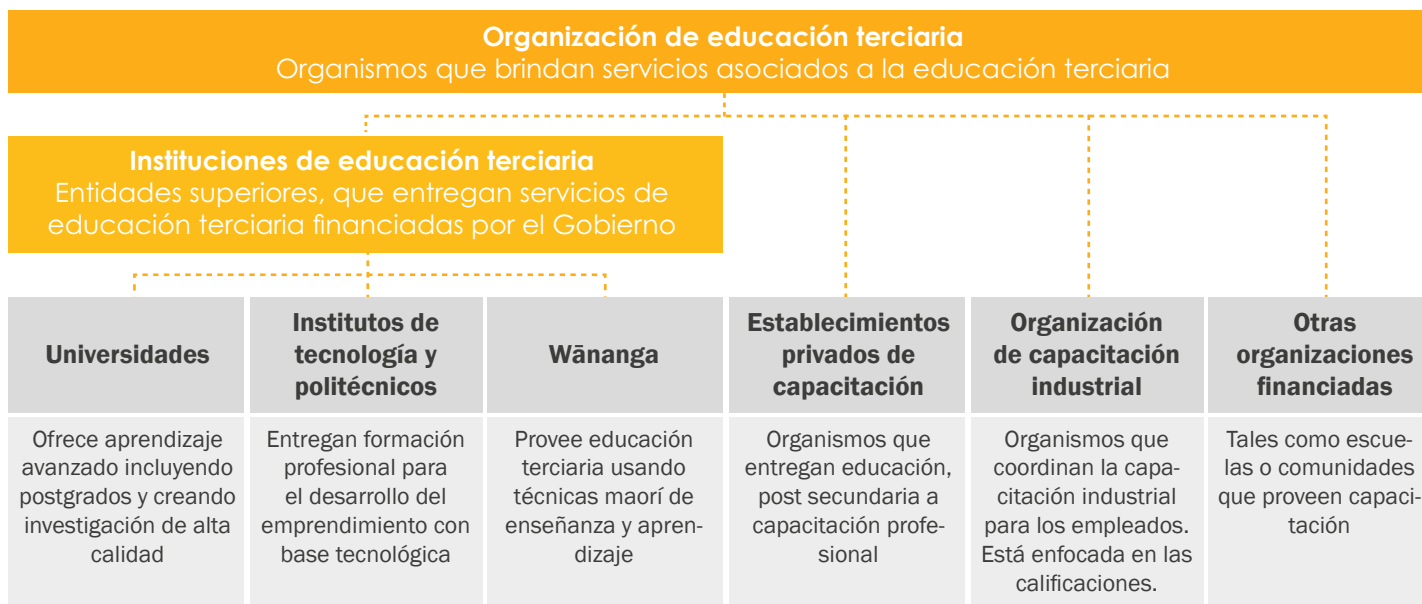 Organización de educación terciaria
Organismos que brindan servicios asociados a la educación terciaria
Instituciones de educación terciaria
Entidades superiores, que entregan servicios de
educación terciaria financiadas por el Gobierno
Universidades
Ofrece aprendizaje
avanzado incluyendo
postgrados y creando
investigación de alta
calidad
Institutos de
tecnología y
politécnicos
Entregan formación
profesional para
el desarrollo del
emprendimiento con
base tecnológica
Wānanga
Provee educación
terciaria usando
técnicas maorí de
enseñanza y apren-
dizaje
Establecimientos
privados de
capacitación
Organismos que
entregan educación,
post secundaria a
capacitación profe-
sional
Organización
de capacitación
industrial
Organismos que
coordinan la capa-
citación industrial
para los empleados.
Está enfocada en las
calificaciones.
Otras
organizaciones
financiadas
Tales como escue-
las o comunidades
que proveen capaci-
tación